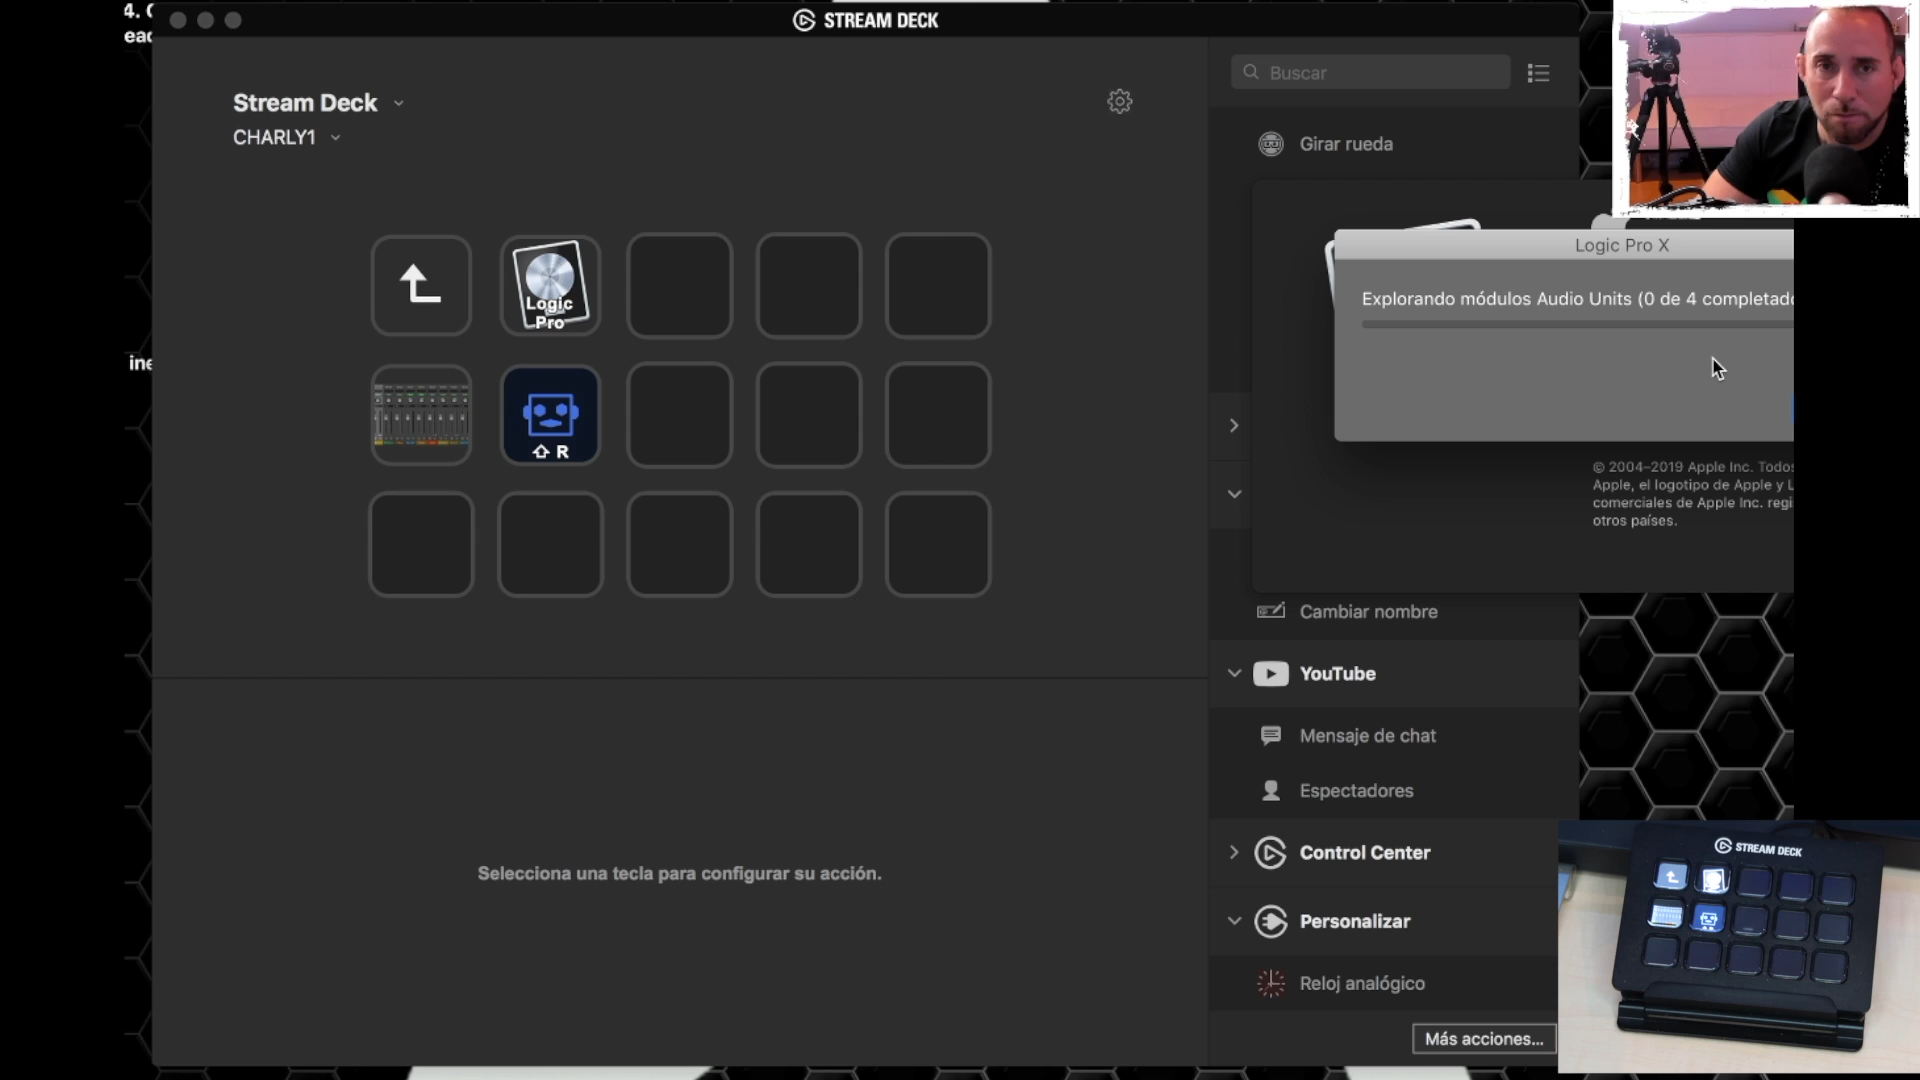 4.
STREAM DECK
Stream Deck
CHARLY1
Buscar
Girar rueda
Logic
Pro
R
Logic Pro X
Explorando módulos Audio Units (0 de 4 completado
© 2004–2019 Apple Inc. Todos
Apple, el logotipo de Apple y L
comerciales de Apple Inc. regi
otros países.
Cambiar nombre
YouTube
Mensaje de chat
Espectadores
Control Center
Personalizar
Reloj analógico
Más acciones...
Selecciona una tecla para configurar su acción.
STREAM DECK